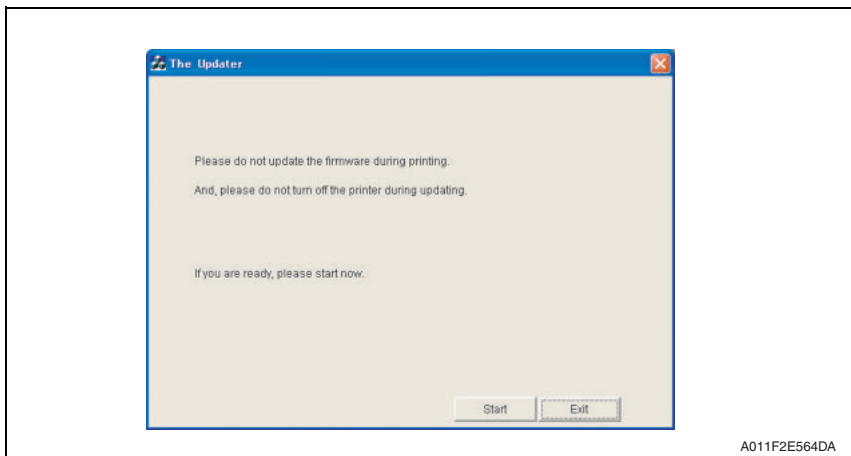 The Updater
Please do not update the firmware during printing.
And, please do not turn off the printer during updating.
If you are ready, please start now.
Start Exit
A011F2E564DA